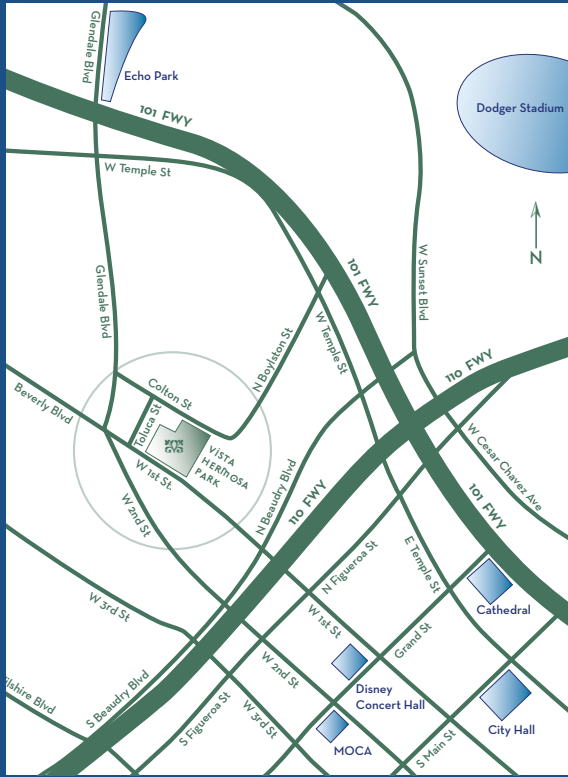 Glendale Blvd
Echo Park
101 FWY
Dodger Stadium
W Temple St
N
Glendale Blvd
101 FWY
W Sunset Blvd
W Temple St
N Boylston St
110 FWY
Colton St
Beverly Blvd
Toluca St
VISTA
HERMOSA
PARK
W 1st St.
W Cesar Chavez Ave
W 2nd St
N Beaudry Blvd
110 FWY
101 FWY
N Figueroa St
E Temple St
W 3rd St
W 1st St
Cathedral
Grand St
W 2nd St
Disney
Concert Hall
ilshire Blvd
S Beaudry Blvd
S Figueroa St
W 3rd St
City Hall
MOCA
S Main St